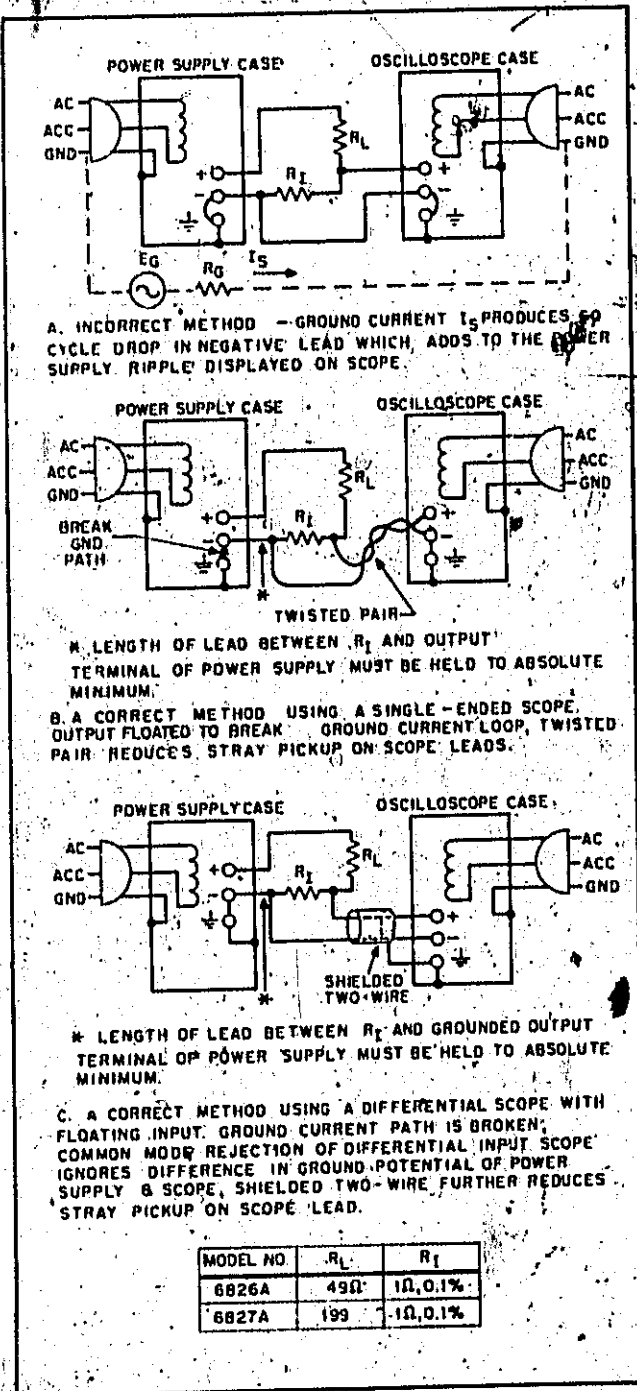 POWER SUPPLY CASE
OSCILLOSCOPE CASE
AC
ACC
GND
RL
RI
+
-
+
-
AC
ACC
GND
EG
RG
IS
A. INCORRECT METHOD - GROUND CURRENT IS PRODUCES 60
CYCLE DROP IN NEGATIVE LEAD WHICH ADDS TO THE POWER
SUPPLY RIPPLE DISPLAYED ON SCOPE.
POWER SUPPLY CASE
OSCILLOSCOPE CASE
AC
ACC
GND
BREAK
GND
PATH
+
-
RI
RL
*
+
-
AC
ACC
GND
TWISTED PAIR
* LENGTH OF LEAD BETWEEN RI AND OUTPUT
TERMINAL OF POWER SUPPLY MUST BE HELD TO ABSOLUTE
MINIMUM.
B. A CORRECT METHOD USING A SINGLE-ENDED SCOPE,
OUTPUT FLOATED TO BREAK GROUND CURRENT LOOP, TWISTED
PAIR REDUCES STRAY PICKUP ON SCOPE LEADS.
POWER SUPPLY CASE
OSCILLOSCOPE CASE
AC
ACC
GND
+
-
RI
RL
*
+
-
AC
ACC
GND
SHIELDED
TWO-WIRE
* LENGTH OF LEAD BETWEEN RI AND GROUNDED OUTPUT
TERMINAL OF POWER SUPPLY MUST BE HELD TO ABSOLUTE
MINIMUM.
C. A CORRECT METHOD USING A DIFFERENTIAL SCOPE WITH
FLOATING INPUT. GROUND CURRENT PATH IS BROKEN;
COMMON MODE REJECTION OF DIFFERENTIAL INPUT SCOPE
IGNORES DIFFERENCE IN GROUND POTENTIAL OF POWER
SUPPLY & SCOPE, SHIELDED TWO-WIRE FURTHER REDUCES
STRAY PICKUP ON SCOPE LEAD.
MODEL NO. RL RI
6826A 49Ω 1Ω,0.1%
6827A 199 1Ω,0.1%